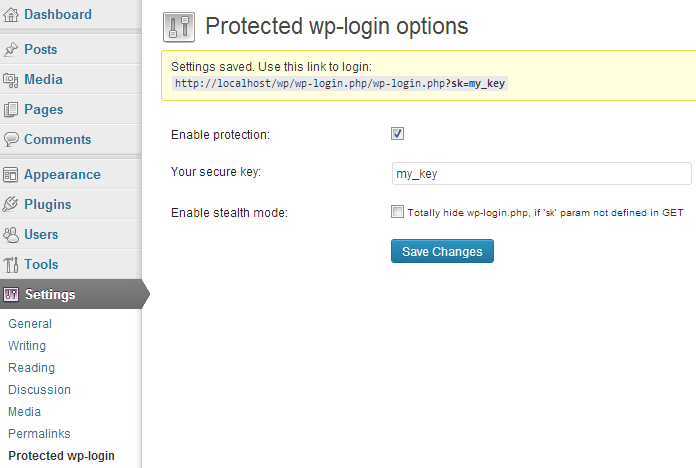 Dashboard
Posts
Media
Pages
Comments
Appearance
Plugins
Users
Tools
Settings
General
Writing
Reading
Discussion
Media
Permalinks
Protected wp-login
Protected wp-login options
Settings saved. Use this link to login:
http://localhost/wp/wp-login.php/wp-login.php?sk=my_key
Enable protection:
Your secure key: my_key
Enable stealth mode: Totally hide wp-login.php, if `sk` param not defined in GET
Save Changes